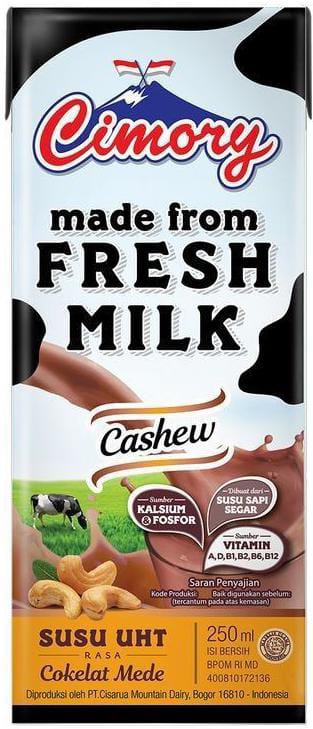 Cimory
made from
FRESH
MILK
Cashew
Sumber
KALSIUM
& FOSFOR
Dibuat dari
SUSU SAPI
SEGAR
Sumber
VITAMIN
A, D, B1, B2, B6, B12
Saran Penyajian
Kode Produksi: Baik digunakan sebelum:
(tercantum pada atas kemasan)
SUSU UHT
RASA
Cokelat Mede
250 ml
ISI BERSIH
BPOM RI MD
400810172136
Diproduksi oleh PT.Cisarua Mountain Dairy, Bogor 16810 - Indonesia